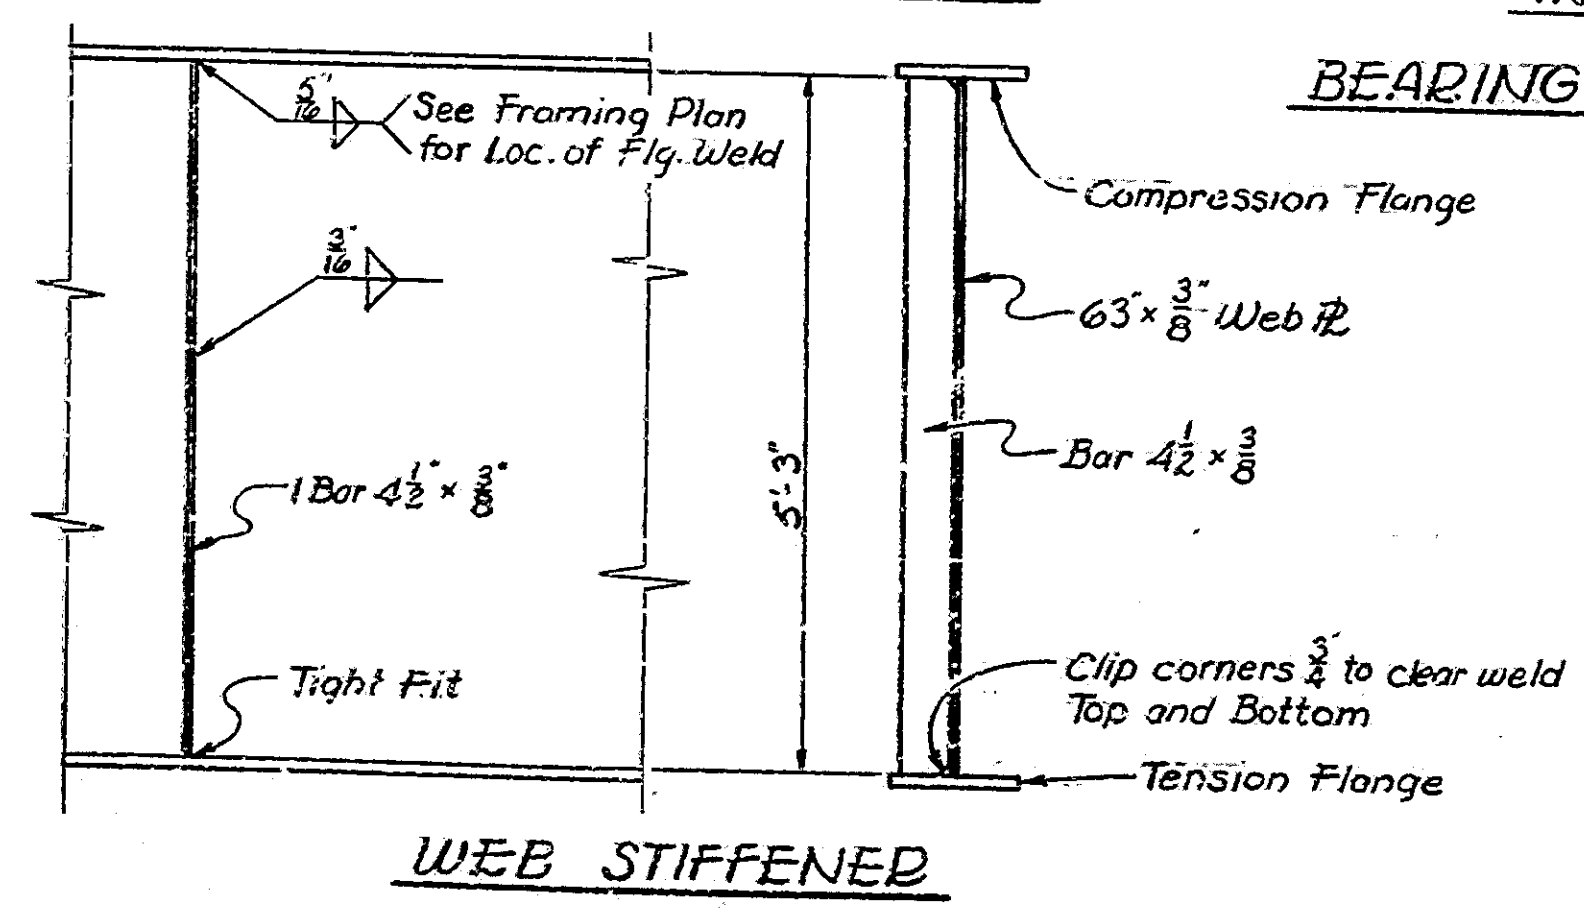 BEARING
5/16"
See Framing Plan
for Loc. of Flg. Weld
Compression Flange
3/16"
63" x 3/8" Web PL
5'-3"
Bar 4 1/2 x 3/8
1 Bar 4 1/2" x 3/8"
Tight Fit
Clip corners 3/4" to clear weld
Top and Bottom
Tension Flange
WEB STIFFENER